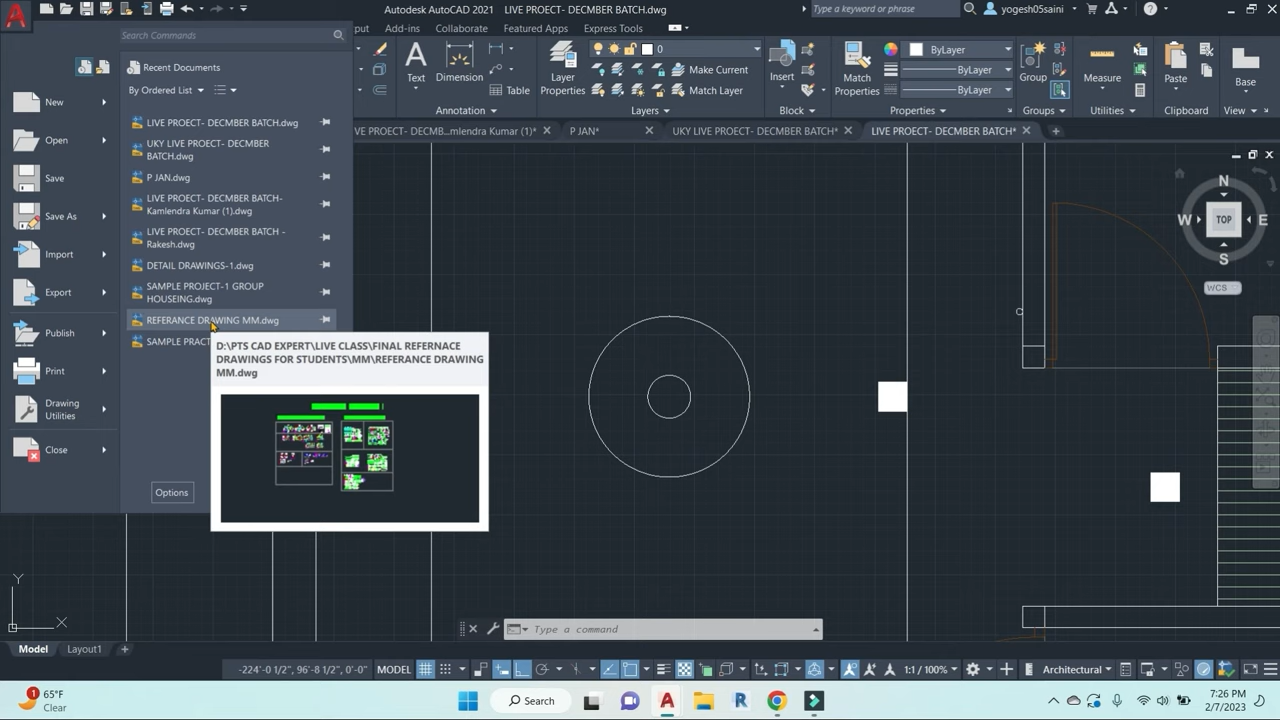 Autodesk AutoCAD 2021 LIVE PROECT- DECMBER BATCH.dwg
Type a keyword or phrase
yogesh05saini
Search Commands
Add-ins Collaborate Featured Apps Express Tools
Recent Documents
By Ordered List
New
Open
Save
Save As
Import
Export
Publish
Print
Drawing
Utilities
Close
LIVE PROECT- DECMBER BATCH.dwg
UKY LIVE PROECT- DECMBER
BATCH.dwg
P JAN.dwg
LIVE PROECT- DECMBER BATCH-
Kamlendra Kumar (1).dwg
LIVE PROECT- DECMBER BATCH -
Rakesh.dwg
DETAIL DRAWINGS-1.dwg
SAMPLE PROJECT-1 GROUP
HOUSEING.dwg
REFERANCE DRAWING MM.dwg
SAMPLE PRACT
Options
D:\PTS CAD EXPERT\LIVE CLASS\FINAL REFERNACE
DRAWINGS FOR STUDENTS\MM\REFERANCE DRAWING
MM.dwg
Text
Dimension
Table
Annotation
Layer
Properties
0
Make Current
Match Layer
Layers
Insert
Block
Match
Properties
ByLayer
ByLayer
ByLayer
Properties
Group
Groups
Measure
Utilities
Paste
Clipboard
Base
View
VE PROECT- DECMB...mlendra Kumar (1)*
P JAN*
UKY LIVE PROECT- DECMBER BATCH*
LIVE PROECT- DECMBER BATCH*
N
W TOP E
S
WCS
Y
X
Type a command
Model Layout1
-224'-0 1/2", 96'-8 1/2", 0'-0" MODEL
1:1 / 100%
Architectural
1
65°F
Clear
Search
7:26 PM
2/7/2023